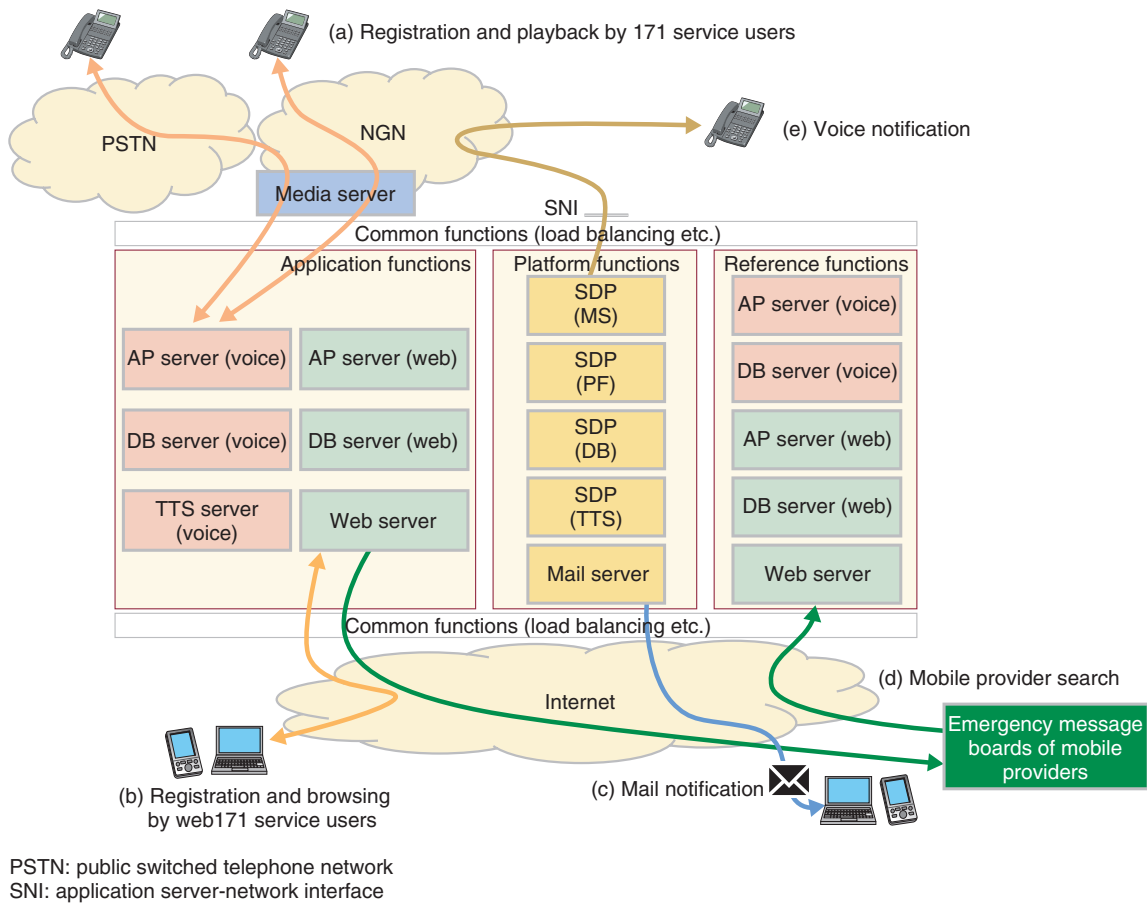 (a) Registration and playback by 171 service users
PSTN
NGN
(e) Voice notification
Media server
SNI
Common functions (load balancing etc.)
Application functions
AP server (voice)
AP server (web)
DB server (voice)
DB server (web)
TTS server
(voice)
Web server
Platform functions
SDP
(MS)
SDP
(PF)
SDP
(DB)
SDP
(TTS)
Mail server
Reference functions
AP server (voice)
DB server (voice)
AP server (web)
DB server (web)
Web server
Common functions (load balancing etc.)
Internet
(d) Mobile provider search
Emergency message
boards of mobile
providers
(c) Mail notification
(b) Registration and browsing
by web171 service users
PSTN: public switched telephone network
SNI: application server-network interface